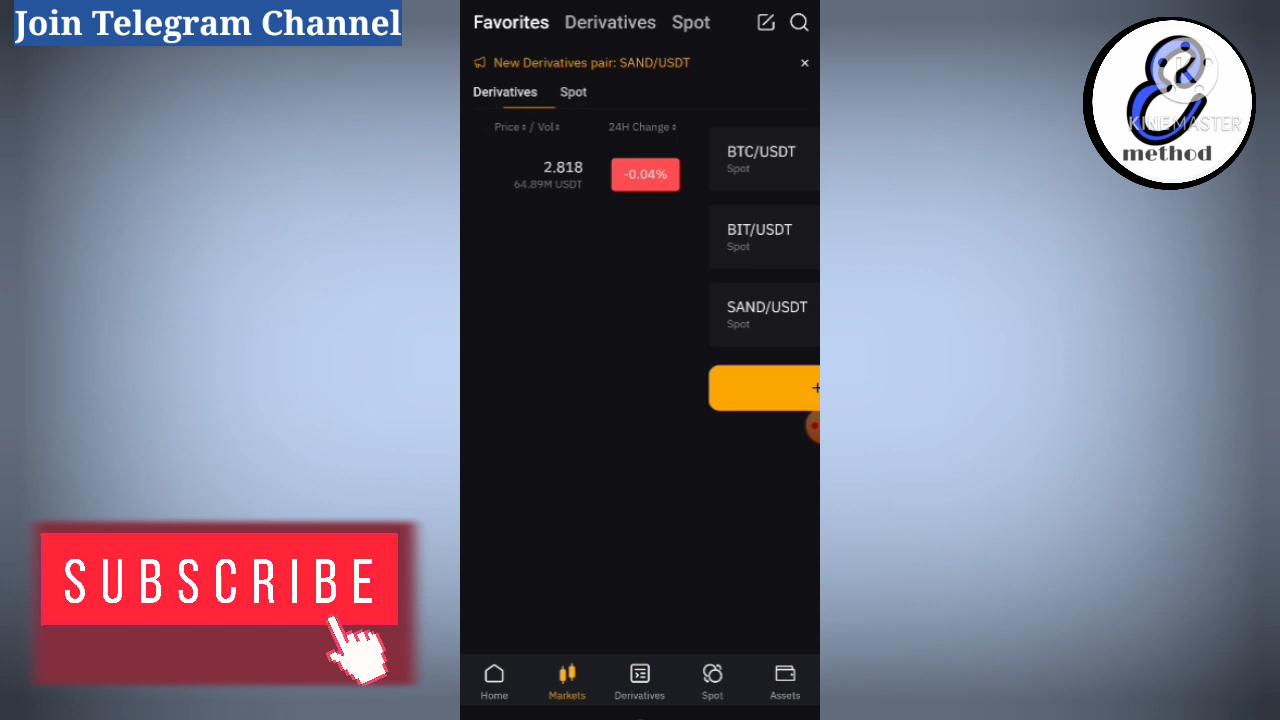 Join Telegram Channel
Favorites Derivatives Spot
New Derivatives pair: SAND/USDT ×
Derivatives Spot
Price / Vol 24H Change
2.818
64.89M USDT
-0.04%
BTC/USDT
Spot
BIT/USDT
Spot
SAND/USDT
Spot
+
Home Markets Derivatives Spot Assets
SUBSCRIBE
K
KINEMASTER
method